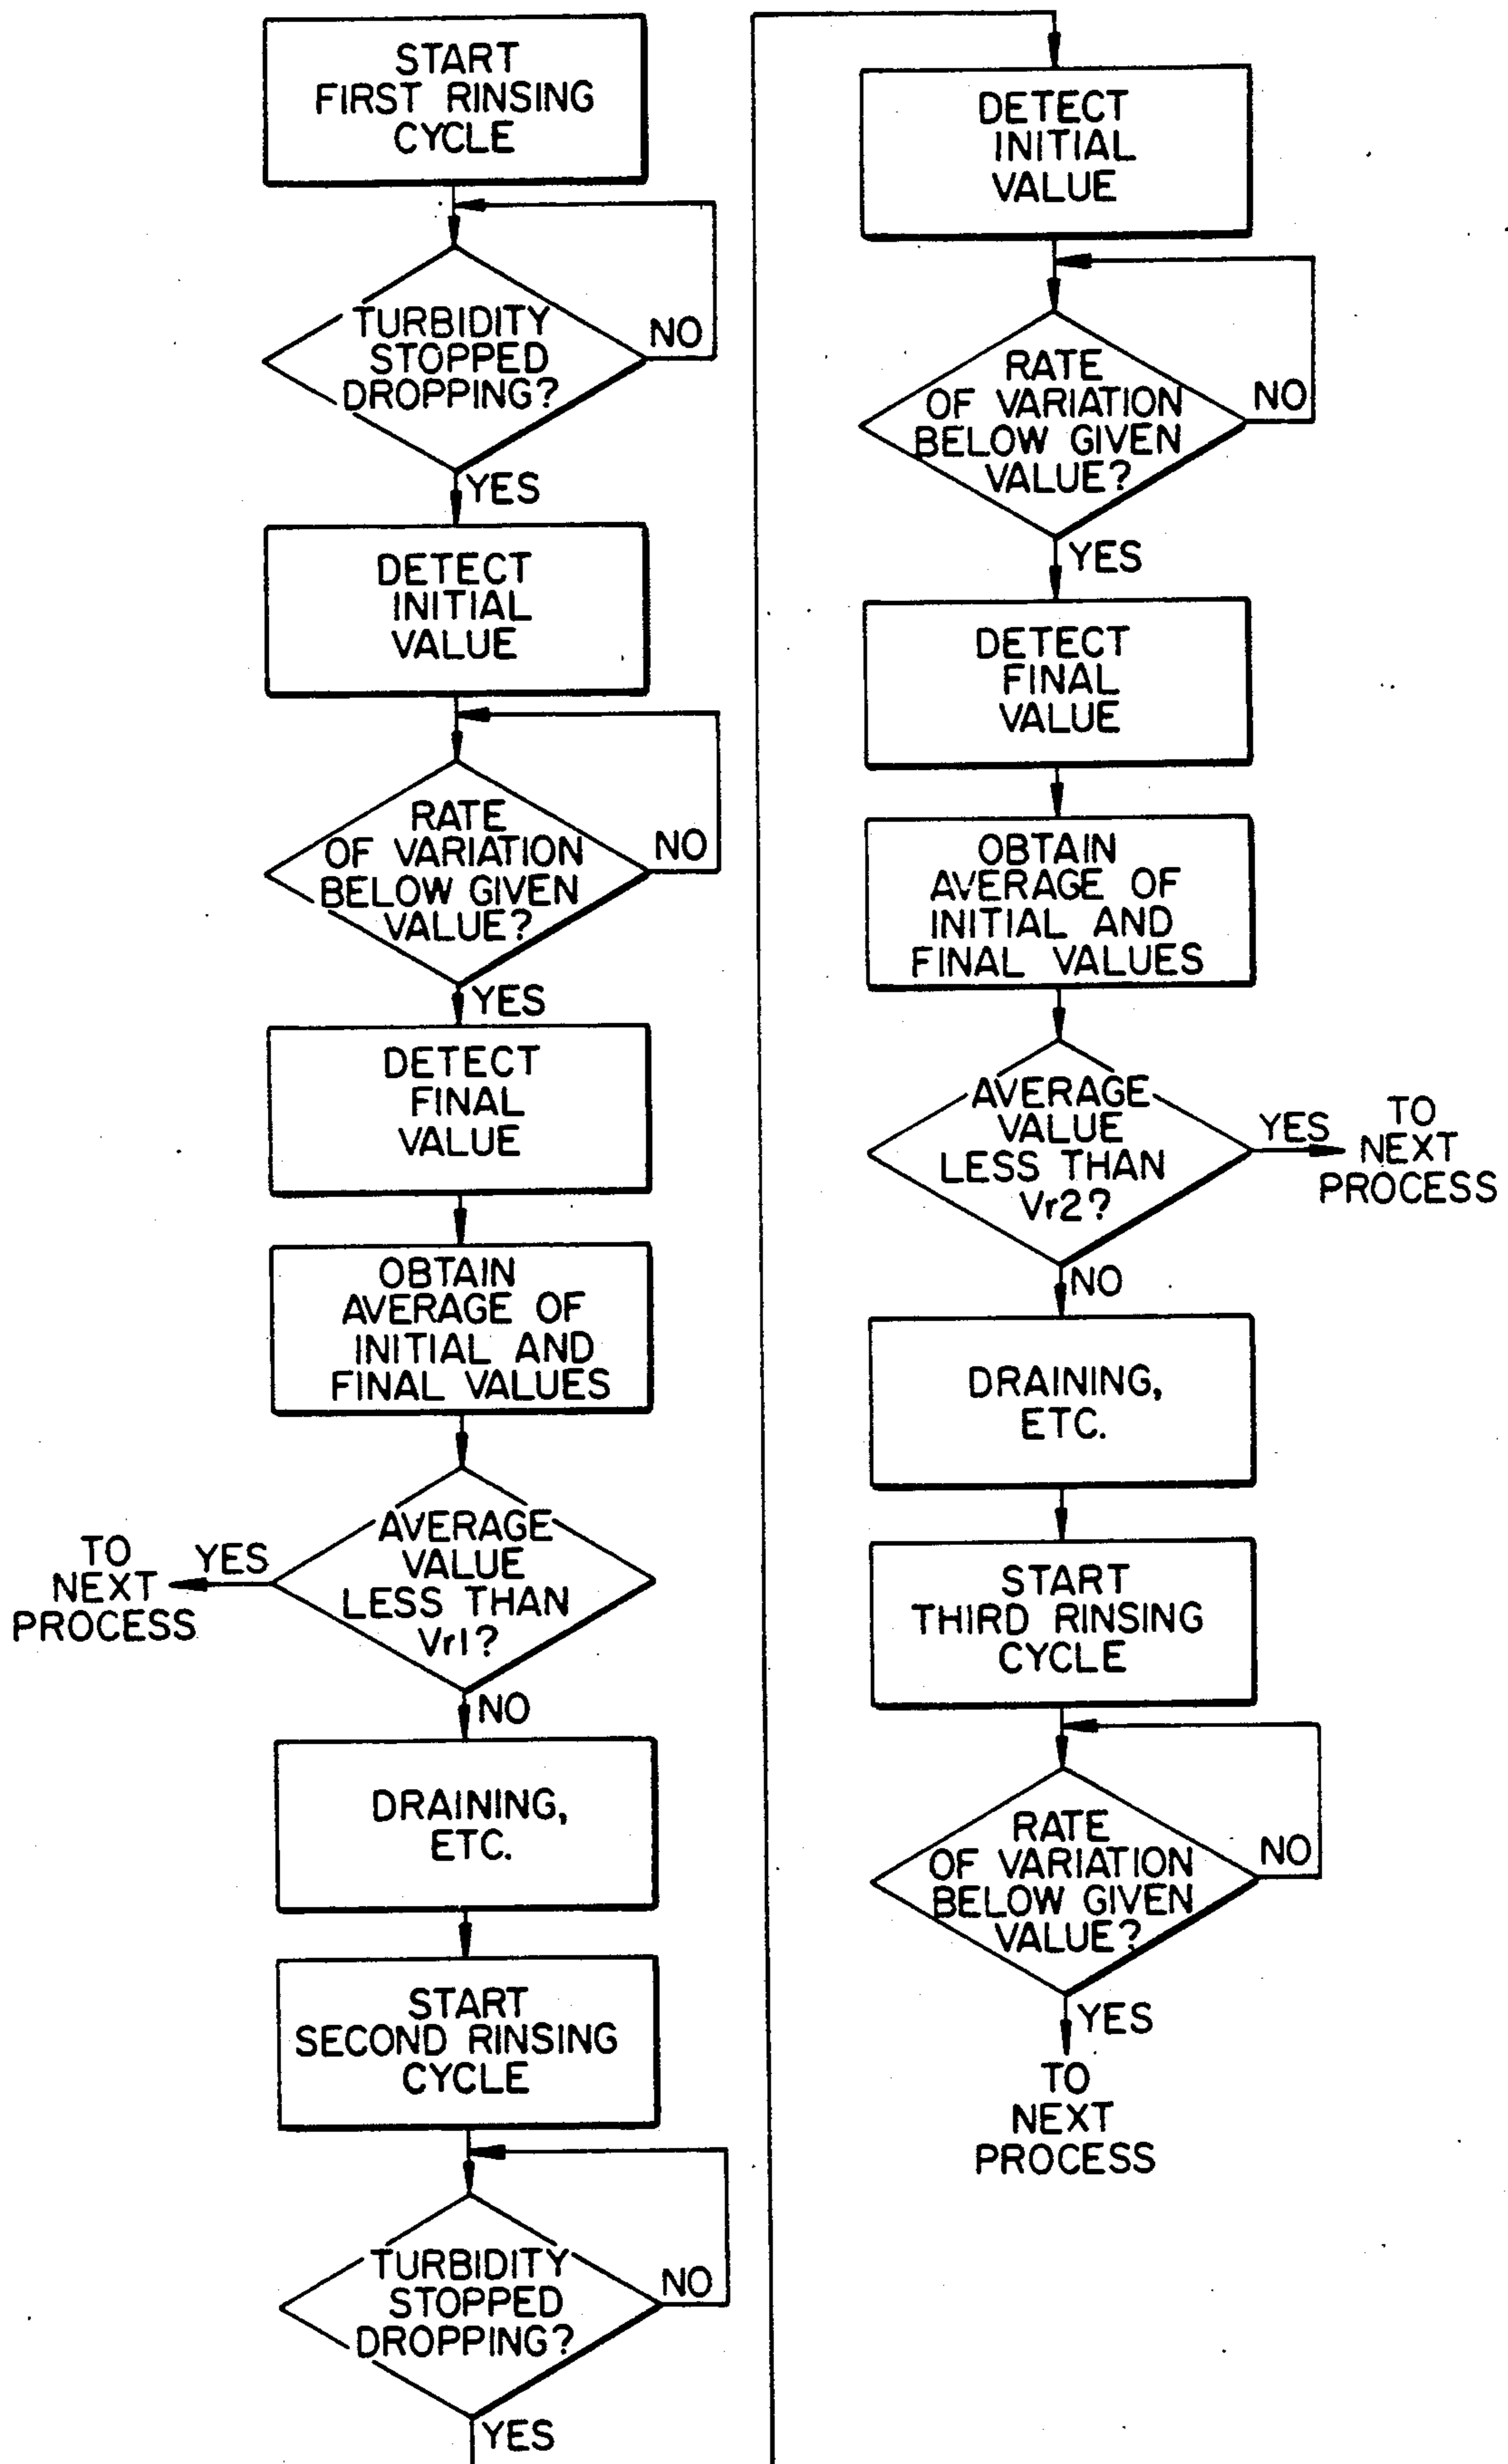 START
FIRST RINSING
CYCLE
TURBIDITY
STOPPED
DROPPING?
NO
YES
DETECT
INITIAL
VALUE
RATE
OF VARIATION
BELOW GIVEN
VALUE?
NO
YES
DETECT
FINAL
VALUE
OBTAIN
AVERAGE OF
INITIAL AND
FINAL VALUES
AVERAGE
VALUE
LESS THAN
Vr1?
YES
TO
NEXT
PROCESS
NO
DRAINING,
ETC.
START
SECOND RINSING
CYCLE
TURBIDITY
STOPPED
DROPPING?
NO
YES
DETECT
INITIAL
VALUE
RATE
OF VARIATION
BELOW GIVEN
VALUE?
NO
YES
DETECT
FINAL
VALUE
OBTAIN
AVERAGE OF
INITIAL AND
FINAL VALUES
AVERAGE
VALUE
LESS THAN
Vr2?
YES
TO
NEXT
PROCESS
NO
DRAINING,
ETC.
START
THIRD RINSING
CYCLE
RATE
OF VARIATION
BELOW GIVEN
VALUE?
NO
YES
TO
NEXT
PROCESS